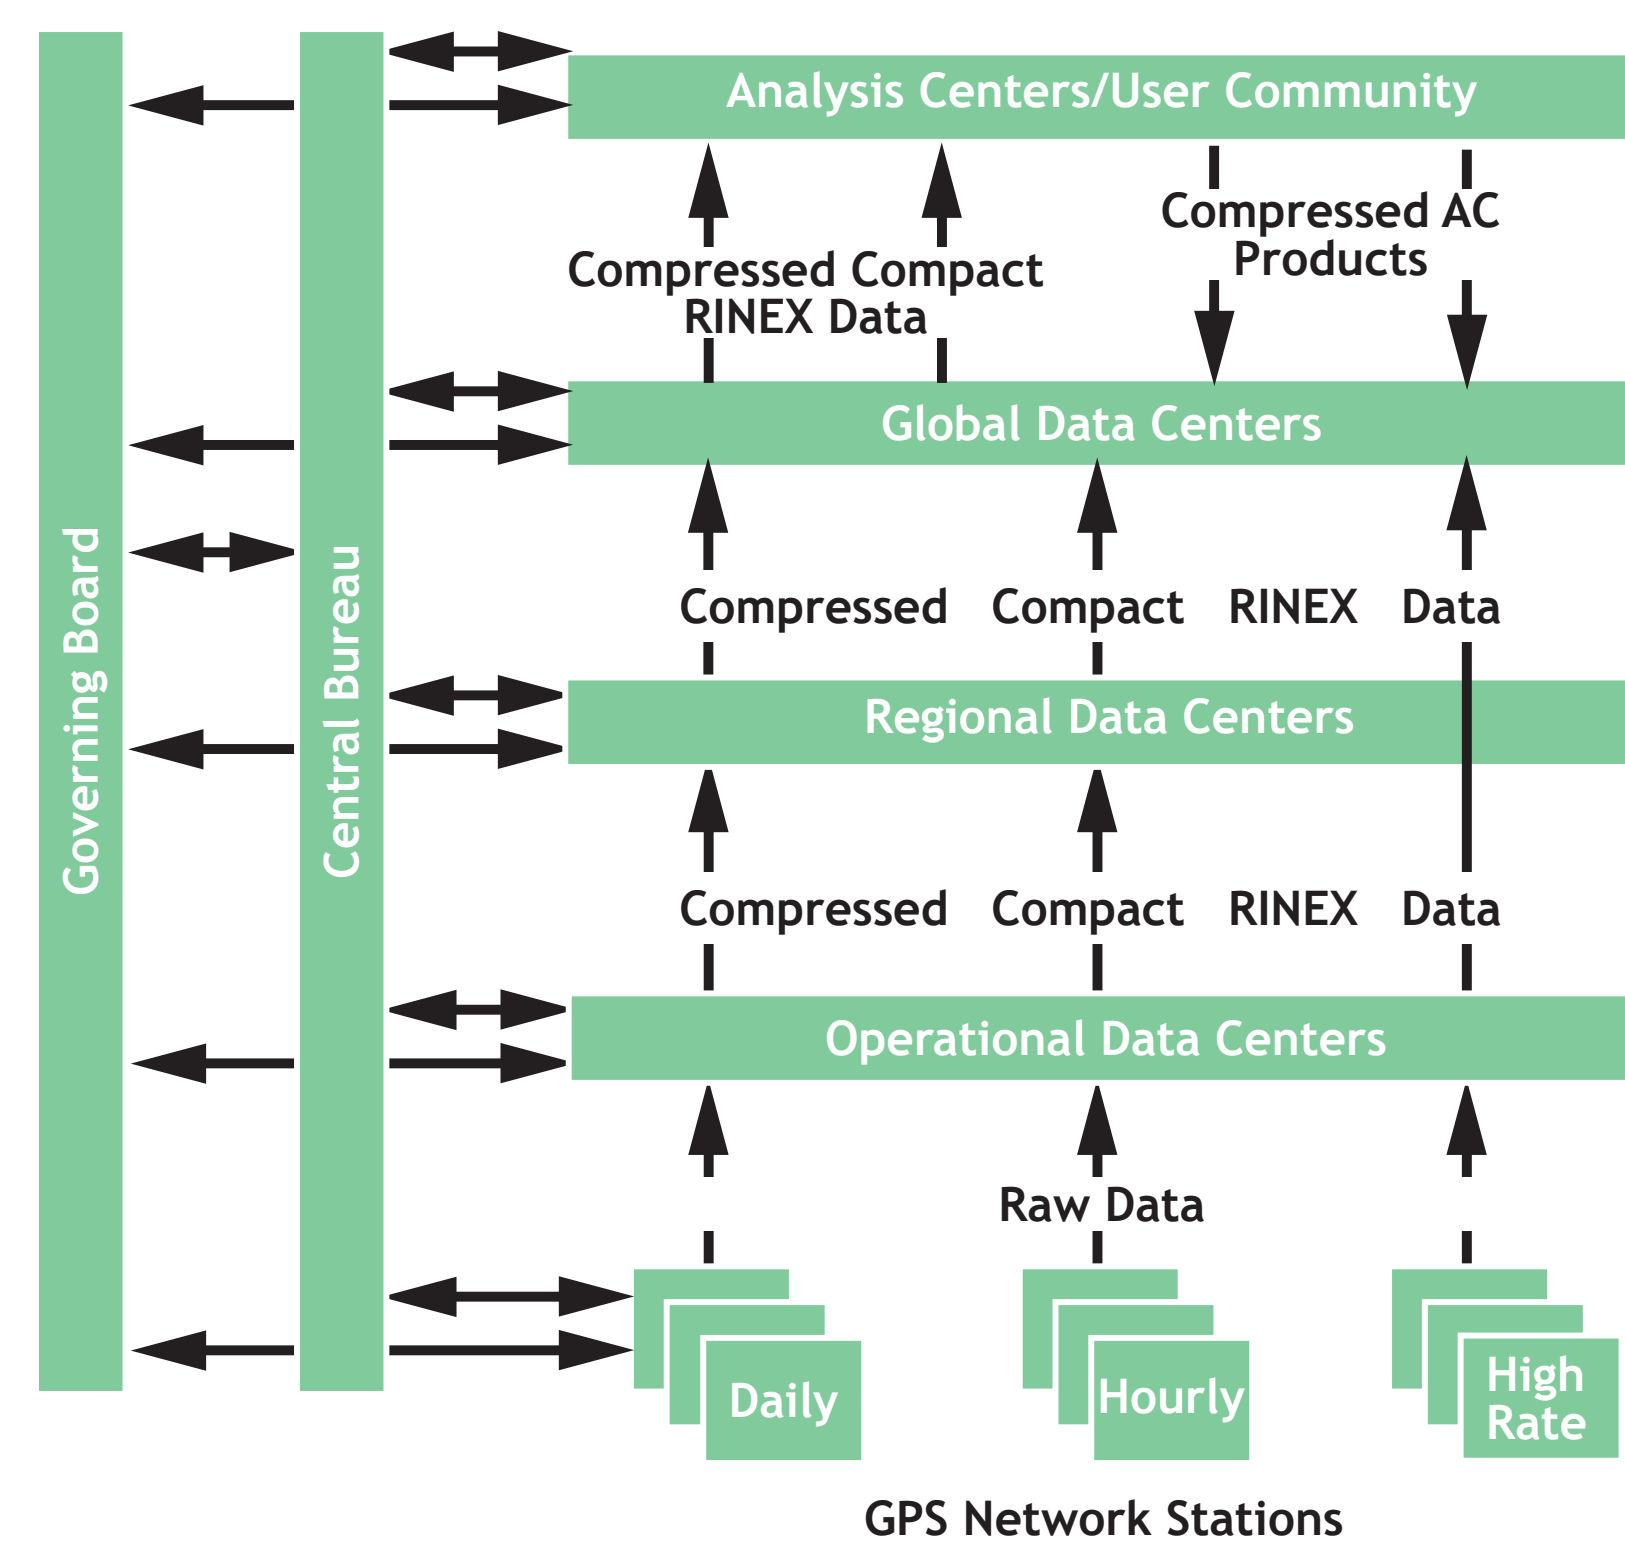 Governing Board
Central Bureau
Analysis Centers/User Community
Compressed Compact
RINEX Data
Compressed AC
Products
Global Data Centers
Compressed Compact RINEX Data
Regional Data Centers
Compressed Compact RINEX Data
Operational Data Centers
Raw Data
Daily
Hourly
High
Rate
GPS Network Stations